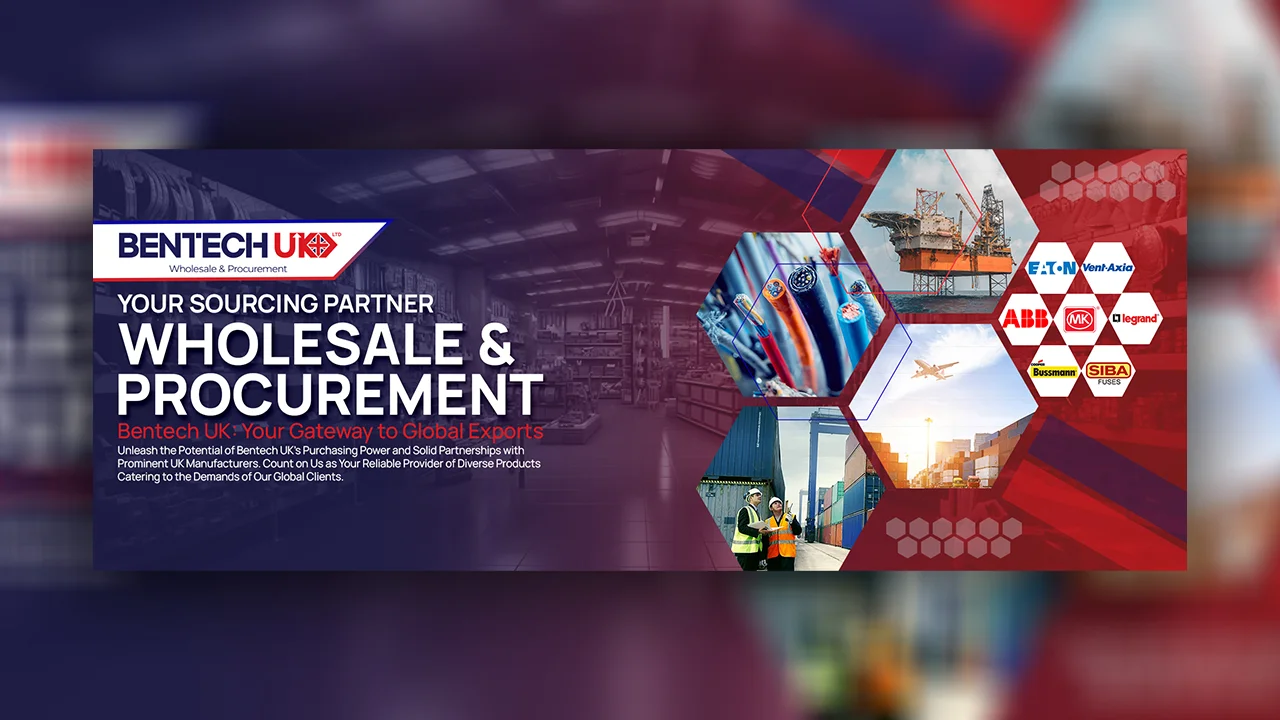 BENTECH UK LTD
Wholesale & Procurement
YOUR SOURCING PARTNER
WHOLESALE &
PROCUREMENT
Bentech UK: Your Gateway to Global Exports
Unleash the Potential of Bentech UK's Purchasing Power and Solid Partnerships with
Prominent UK Manufacturers. Count on Us as Your Reliable Provider of Diverse Products
Catering to the Demands of Our Global Clients.
EATON
Vent-Axia
ABB
MK
legrand
Bussmann
SIBA
FUSES